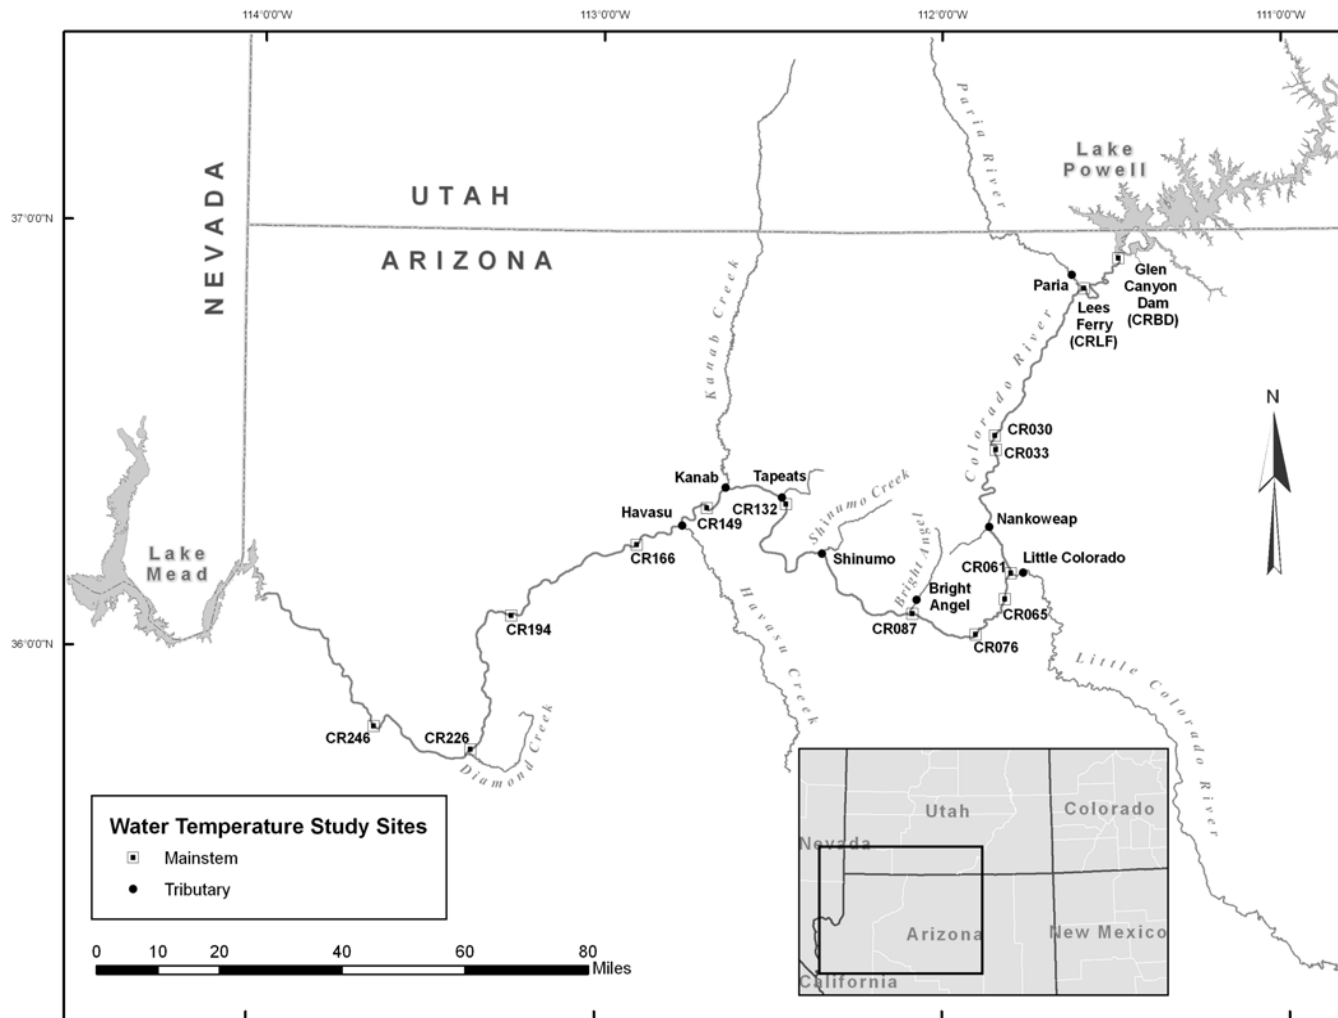 114°0'0"W
113°0'0"W
112°0'0"W
111°0'0"W
37°0'0"N
36°0'0"N
NEVADA
UTAH
ARIZONA
Paria River
Lake
Powell
Paria
Lees
Ferry
(CRLF)
Glen
Canyon
Dam
(CRBD)
Kanab Creek
Colorado River
CR030
CR033
N
Kanab
Tapeats
CR132
Havasu
CR149
CR166
Shinumo Creek
Shinumo
Bright Angel
Bright
Angel
Nankoweap
CR061
Little Colorado
CR065
CR087
CR076
Lake
Mead
CR194
Havasu Creek
Little Colorado River
CR246
CR226
Diamond Creek
Water Temperature Study Sites
Mainstem
Tributary
0 10 20 40 60 80
Miles
Utah
Colorado
Nevada
Arizona
New Mexico
California